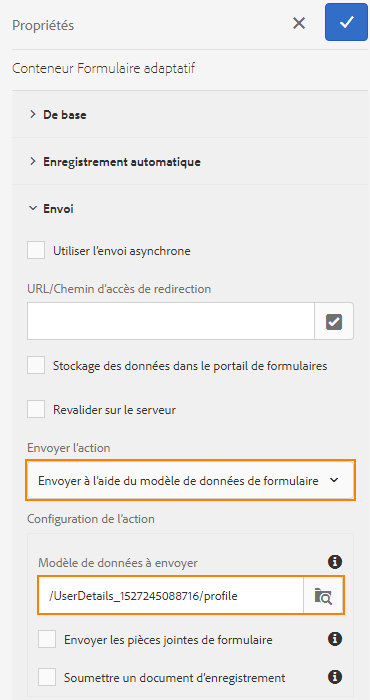 Propriétés
Conteneur Formulaire adaptatif
De base
Enregistrement automatique
Envoi
Utiliser l'envoi asynchrone
URL/Chemin d'accès de redirection
Stockage des données dans le portail de formulaires
Revalider sur le serveur
Envoyer l'action
Envoyer à l'aide du modèle de données de formulaire
Configuration de l'action
Modèle de données à envoyer
/UserDetails_1527245088716/profile
Envoyer les pièces jointes de formulaire
Soumettre un document d'enregistrement